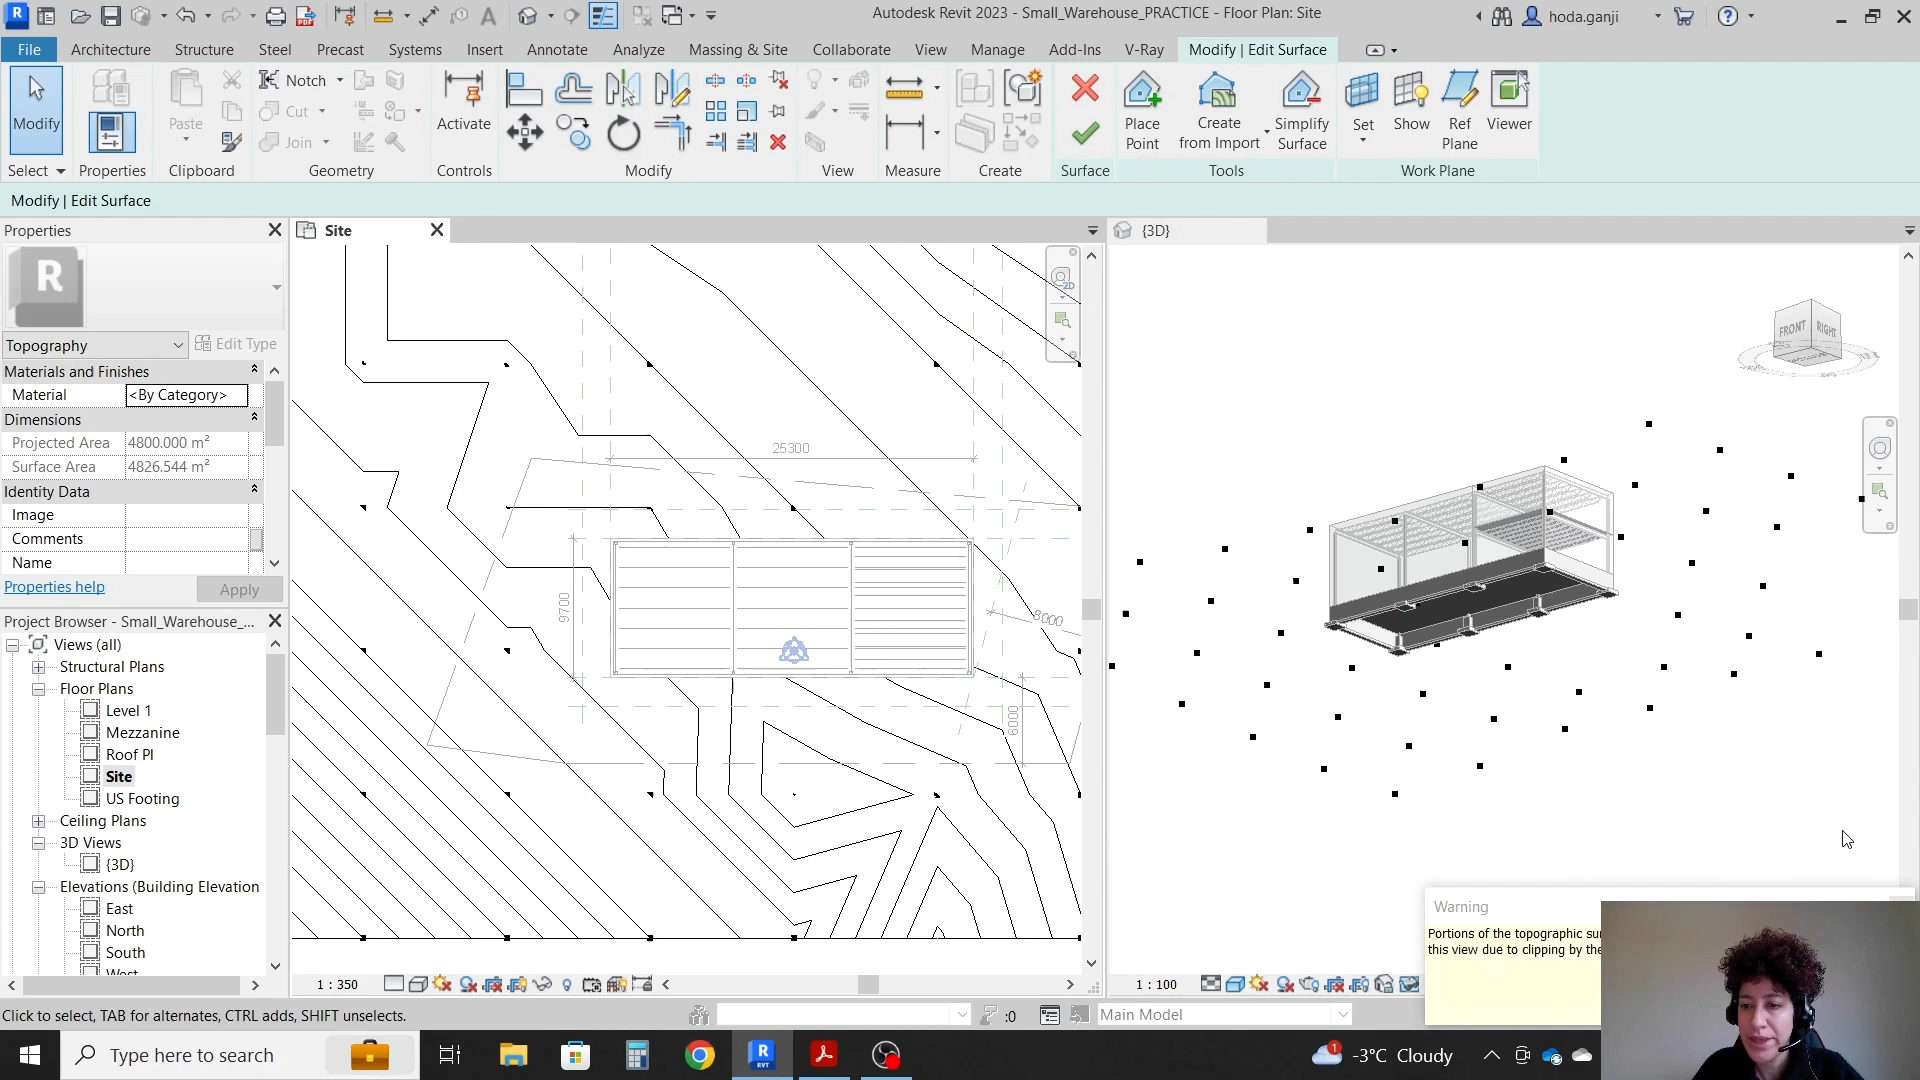 Autodesk Revit 2023 - Small_Warehouse_PRACTICE - Floor Plan: Site
hoda.ganji
File Architecture Structure Steel Precast Systems Insert Annotate Analyze Massing & Site Collaborate View Manage Add-Ins V-Ray Modify | Edit Surface
Modify
Paste
Notch
Cut
Join
Activate
Place Point
Create from Import
Simplify Surface
Set
Show
Ref Plane
Viewer
Select Properties Clipboard Geometry Controls Modify View Measure Create Surface Tools Work Plane
Modify | Edit Surface
Properties
R
Topography
Edit Type
Materials and Finishes
Material <By Category>
Dimensions
Projected Area 4800.000 m²
Surface Area 4826.544 m²
Identity Data
Image
Comments
Name
Properties help
Apply
Project Browser - Small_Warehouse_...
Views (all)
Structural Plans
Floor Plans
Level 1
Mezzanine
Roof Pl
Site
US Footing
Ceiling Plans
3D Views
{3D}
Elevations (Building Elevation
East
North
South
West
Site
2D
25300
9700
8000
6000
1 : 350
{3D}
FRONT
RIGHT
1 : 100
Warning
Portions of the topographic su
this view due to clipping by the
Click to select, TAB for alternates, CTRL adds, SHIFT unselects.
:0
Main Model
Type here to search
R
RVT
1
-3°C Cloudy